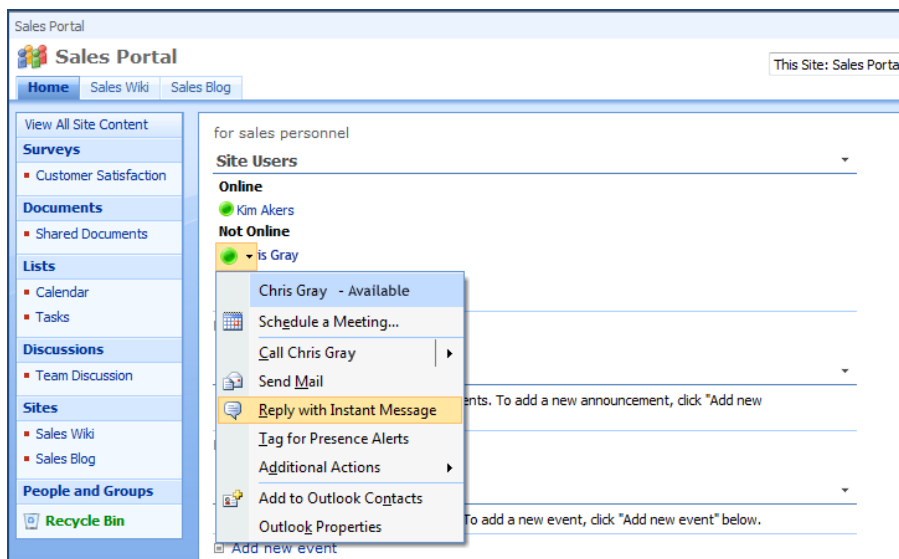 Sales Portal
Sales Portal
This Site: Sales Porta
Home Sales Wiki Sales Blog
View All Site Content
Surveys
Customer Satisfaction
Documents
Shared Documents
Lists
Calendar
Tasks
Discussions
Team Discussion
Sites
Sales Wiki
Sales Blog
People and Groups
Recycle Bin
for sales personnel
Site Users
Online
Kim Akers
Not Online
is Gray
Chris Gray - Available
Schedule a Meeting...
Call Chris Gray
Send Mail
Reply with Instant Message
Tag for Presence Alerts
Additional Actions
Add to Outlook Contacts
Outlook Properties
ents. To add a new announcement, click "Add new
To add a new event, click "Add new event" below.
Add new event